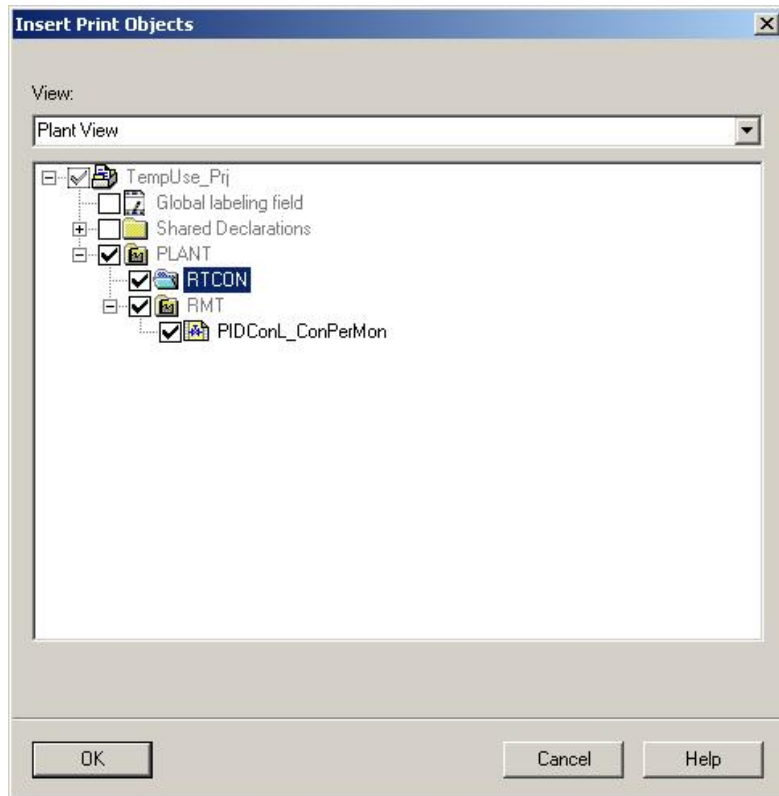 Insert Print Objects
View:
Plant View
TempUse_Prj
Global labeling field
Shared Declarations
PLANT
RTCON
RMT
PIDConL_ConPerMon
OK Cancel Help